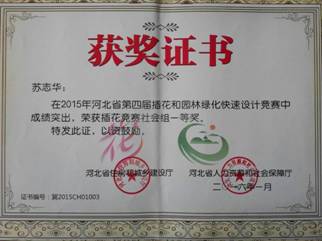 获奖证书
苏志华：
在2015年河北省第四届插花和园林绿化快速设计竞赛中
成绩突出，荣获插花竞赛社会组一等奖。
特发此证，以资鼓励。
花
河北省住房和城乡建设厅 河北省人力资源和社会保障厅
二〇一六年一月
证书编号：冀2015CH01003